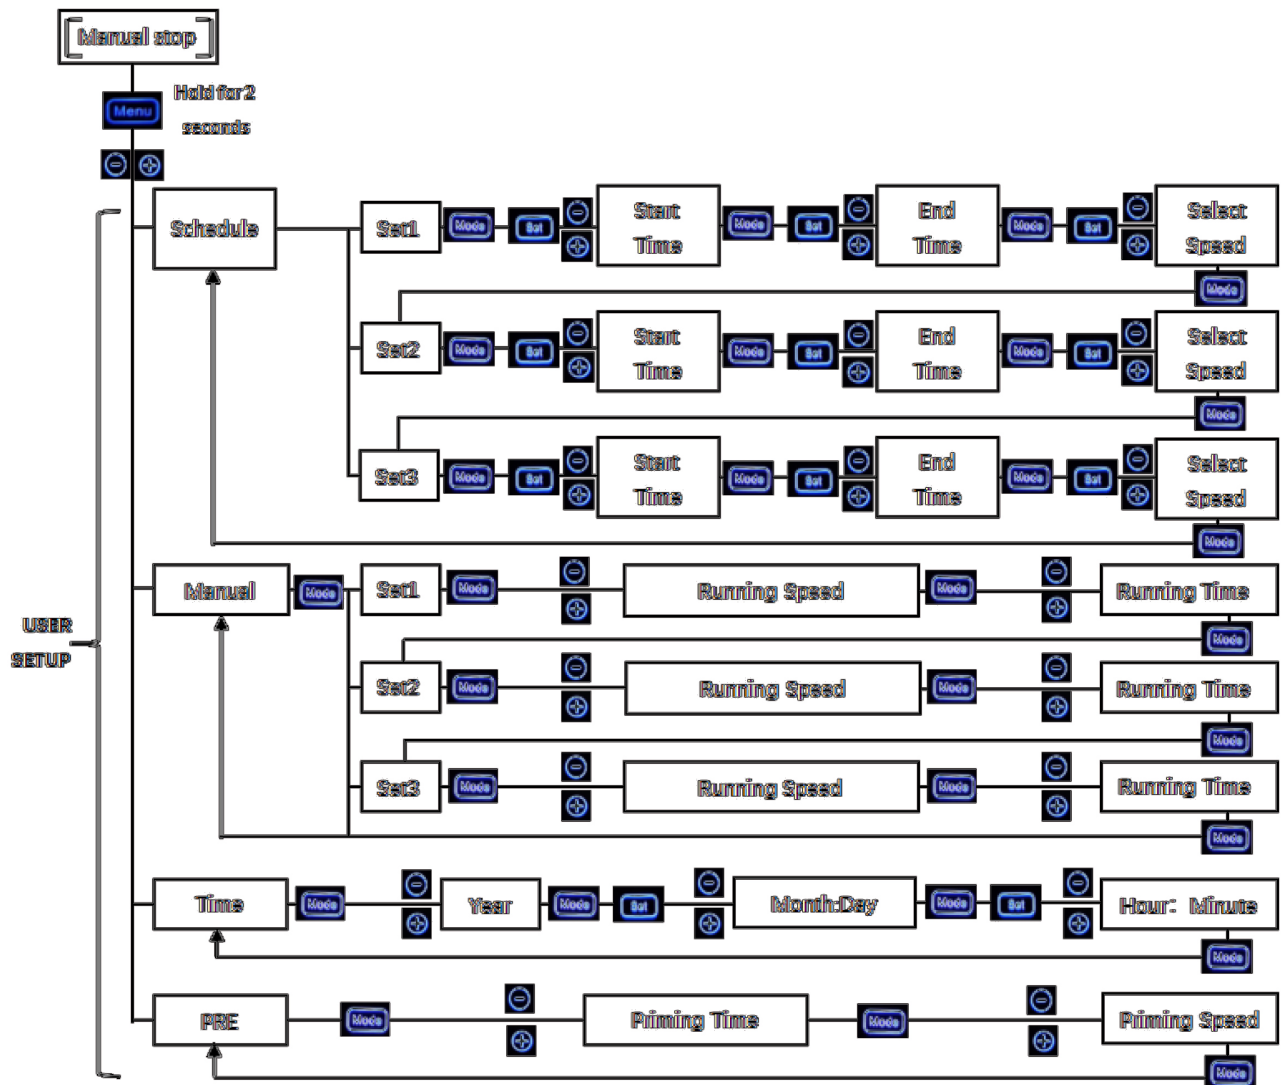 Manual stop
Menu
Hold for 2
seconds
Schedule
Set1
Mode
Set
Start
Time
Mode
Set
End
Time
Mode
Set
Select
Speed
Mode
Set2
Mode
Set
Start
Time
Mode
Set
End
Time
Mode
Set
Select
Speed
Mode
Set3
Mode
Set
Start
Time
Mode
Set
End
Time
Mode
Set
Select
Speed
Mode
USER
SETUP
Manual
Mode
Set1
Mode
Running Speed
Mode
Running Time
Mode
Set2
Mode
Running Speed
Mode
Running Time
Mode
Set3
Mode
Running Speed
Mode
Running Time
Mode
Time
Mode
Year
Mode
Set
Month:Day
Mode
Set
Hour: Minute
Mode
PRE
Mode
Priming Time
Mode
Priming Speed
Mode